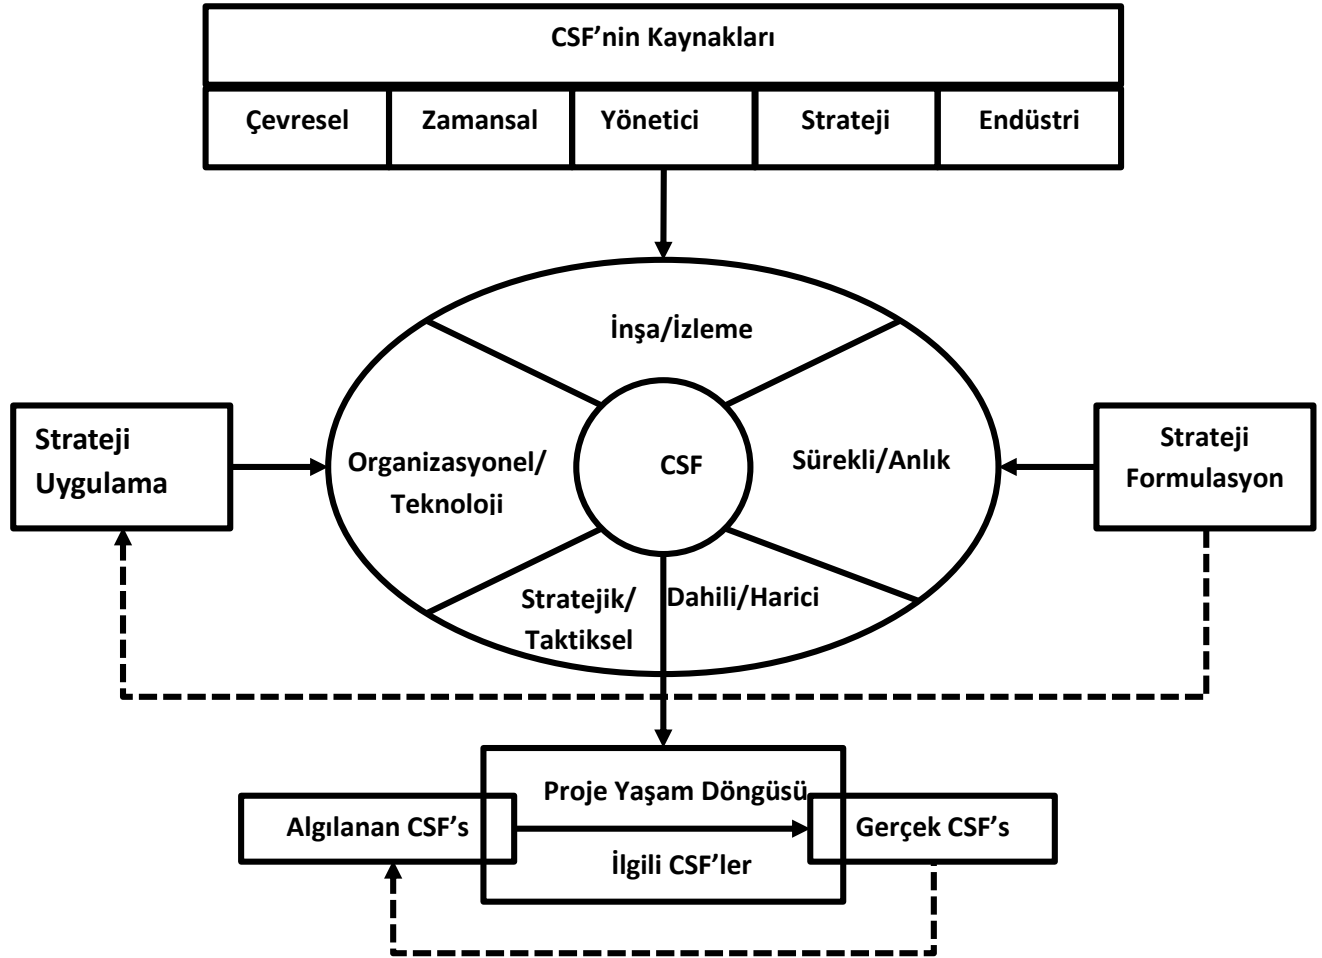 CSF’nin Kaynakları
Çevresel
Zamansal
Yönetici
Strateji
Endüstri
İnşa/İzleme
Strateji
Uygulama
Organizasyonel/
Teknoloji
CSF
Sürekli/Anlık
Strateji
Formulasyon
Stratejik/
Taktiksel
Dahili/Harici
Proje Yaşam Döngüsü
Algılanan CSF’s
Gerçek CSF’s
İlgili CSF’ler